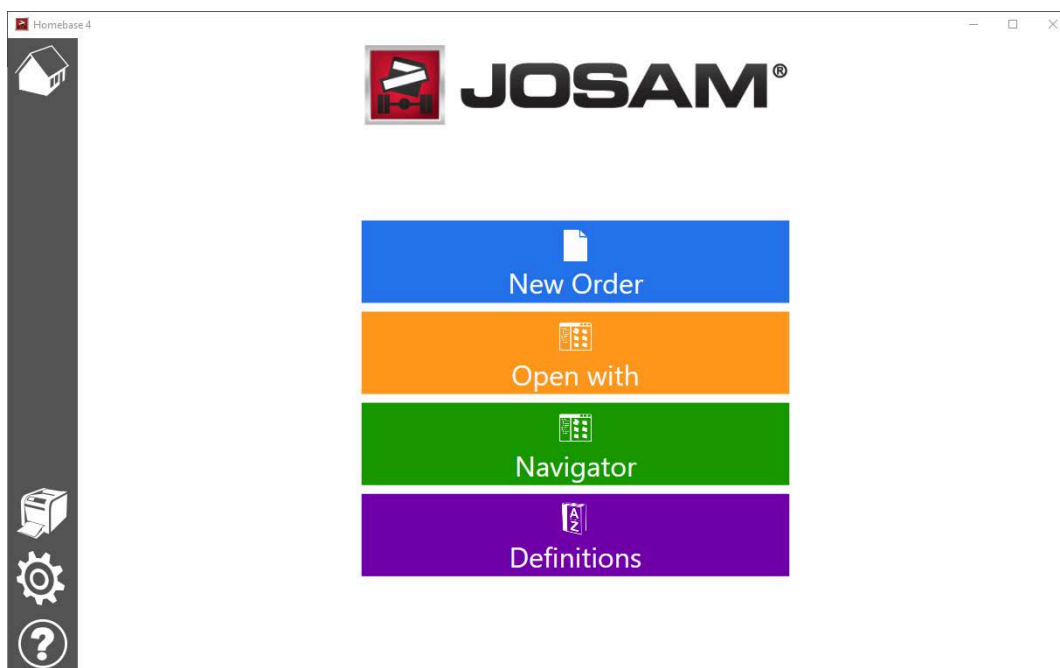 Homebase 4
JOSAM®
New Order
Open with
Navigator
A
Z
Definitions
?